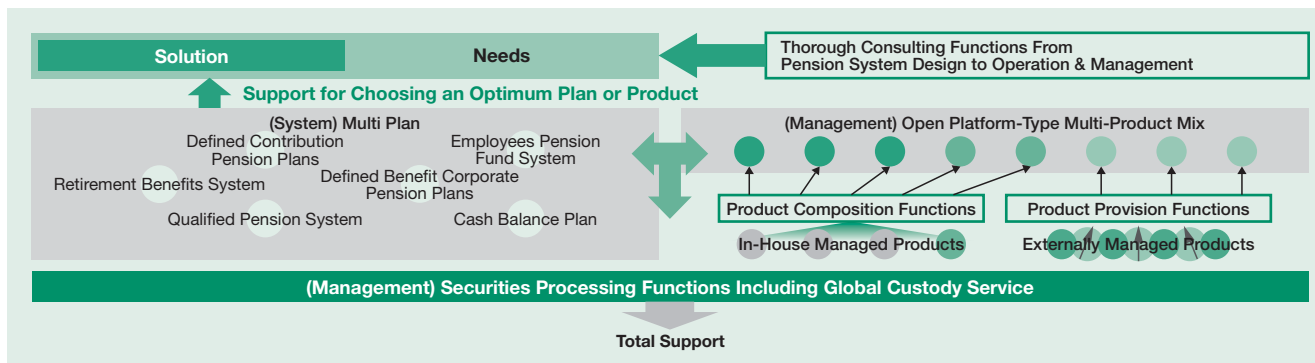 Solution
Needs
Thorough Consulting Functions From
Pension System Design to Operation & Management
Support for Choosing an Optimum Plan or Product
(System) Multi Plan
Defined Contribution
Pension Plans
Employees Pension
Fund System
Retirement Benefits System
Defined Benefit Corporate
Pension Plans
Qualified Pension System
Cash Balance Plan
(Management) Open Platform-Type Multi-Product Mix
Product Composition Functions
Product Provision Functions
In-House Managed Products
Externally Managed Products
(Management) Securities Processing Functions Including Global Custody Service
Total Support